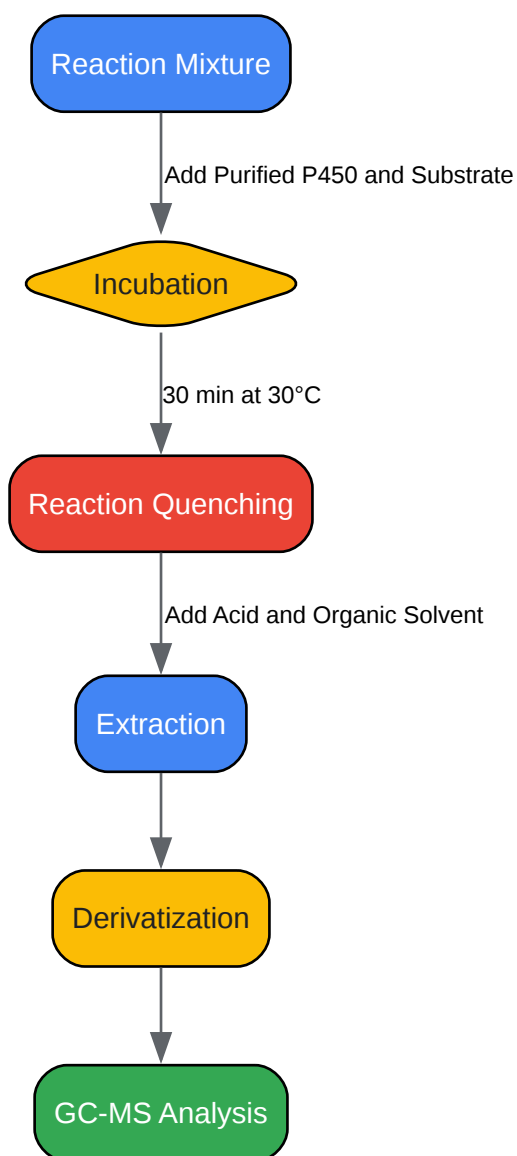 Reaction Mixture
Add Purified P450 and Substrate
Incubation
30 min at 30°C
Reaction Quenching
Add Acid and Organic Solvent
Extraction
Derivatization
GC-MS Analysis